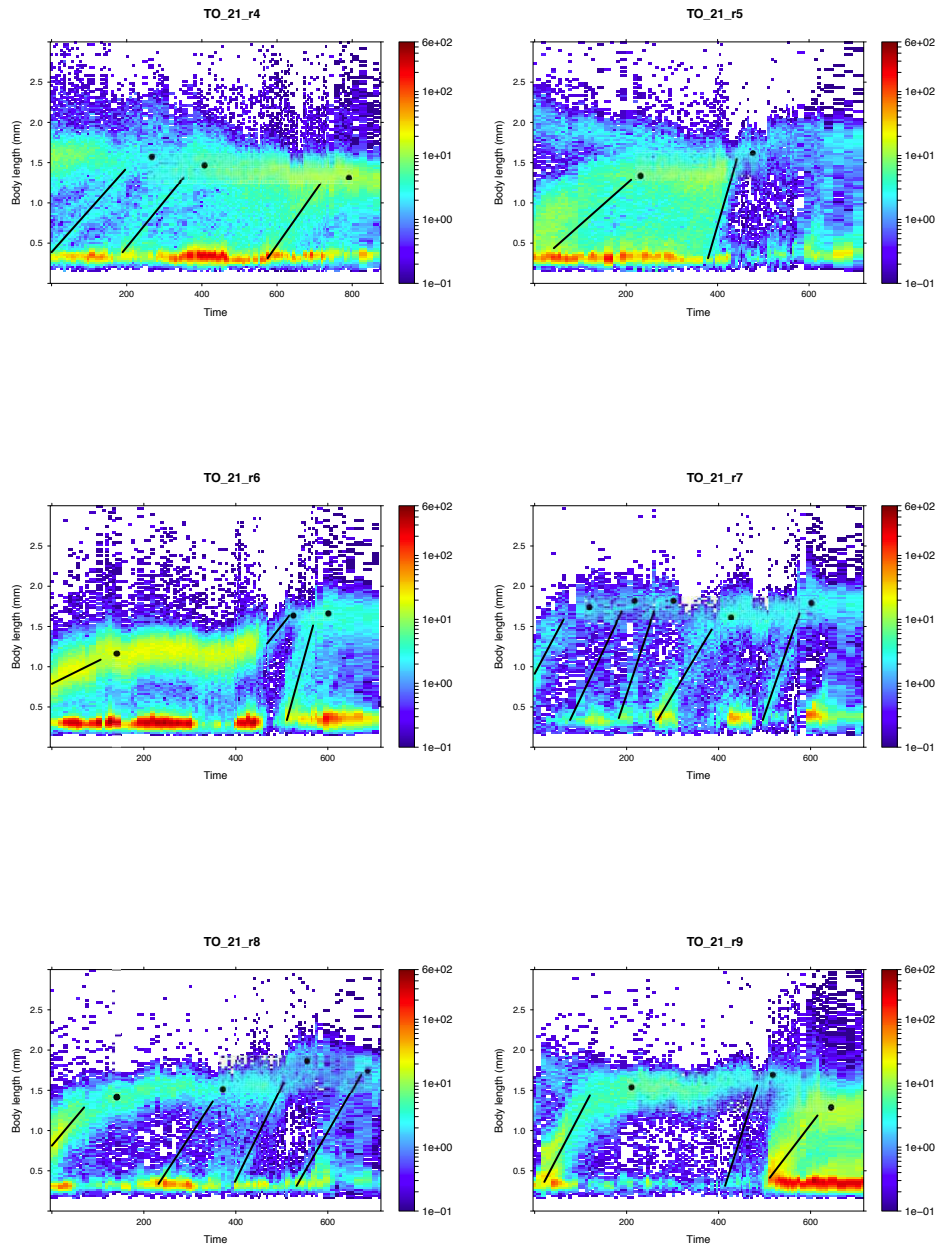 TO_21_r4
Body length (mm)
2.5
2.0
1.5
1.0
0.5
200
400
600
800
Time
6e+02
1e+02
1e+01
1e+00
1e−01
TO_21_r5
Body length (mm)
2.5
2.0
1.5
1.0
0.5
200
400
600
Time
6e+02
1e+02
1e+01
1e+00
1e−01
TO_21_r6
Body length (mm)
2.5
2.0
1.5
1.0
0.5
200
400
600
Time
6e+02
1e+02
1e+01
1e+00
1e−01
TO_21_r7
Body length (mm)
2.5
2.0
1.5
1.0
0.5
200
400
600
Time
6e+02
1e+02
1e+01
1e+00
1e−01
TO_21_r8
Body length (mm)
2.5
2.0
1.5
1.0
0.5
200
400
600
Time
6e+02
1e+02
1e+01
1e+00
1e−01
TO_21_r9
Body length (mm)
2.5
2.0
1.5
1.0
0.5
200
400
600
Time
6e+02
1e+02
1e+01
1e+00
1e−01